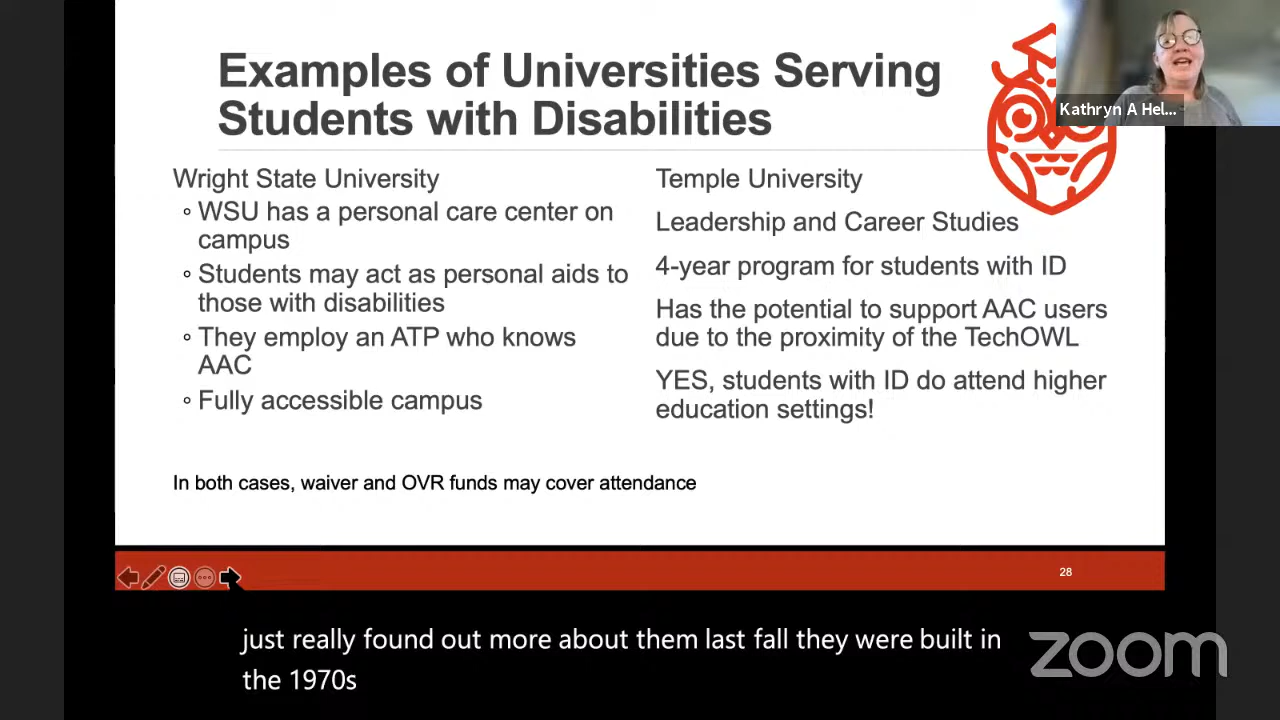 Examples of Universities Serving
Students with Disabilities
Kathryn A Hel...
Wright State University
WSU has a personal care center on
campus
Students may act as personal aids to
those with disabilities
They employ an ATP who knows
AAC
Fully accessible campus
Temple University
Leadership and Career Studies
4-year program for students with ID
Has the potential to support AAC users
due to the proximity of the TechOWL
YES, students with ID do attend higher
education settings!
In both cases, waiver and OVR funds may cover attendance
28
just really found out more about them last fall they were built in
the 1970s
zoom